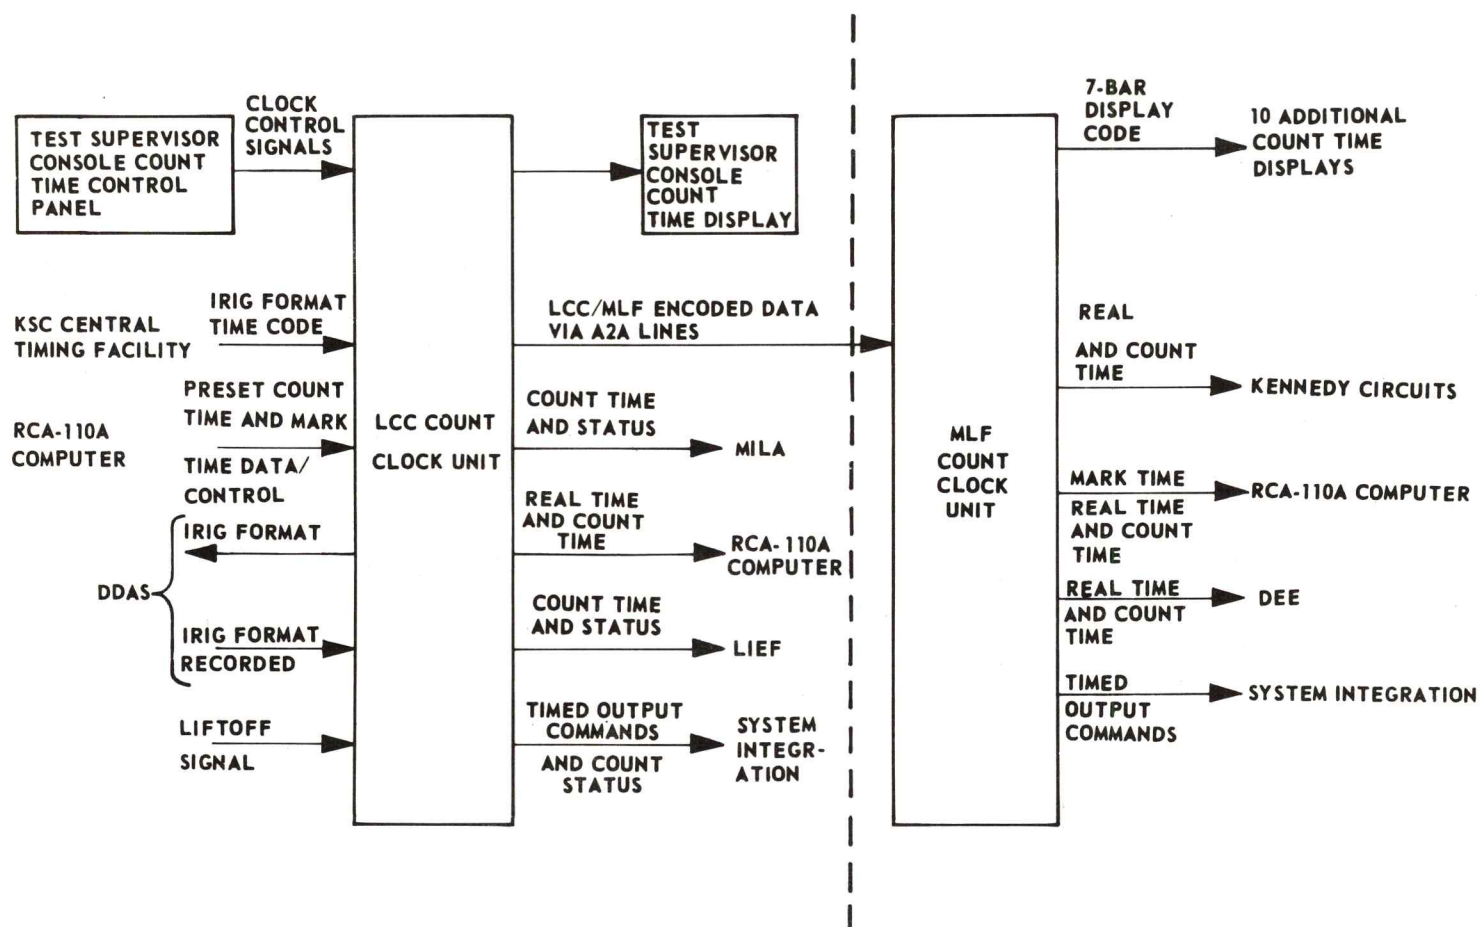 CLOCK
CONTROL
SIGNALS
TEST SUPERVISOR
CONSOLE COUNT
TIME CONTROL
PANEL
TEST
SUPERVISOR
CONSOLE
COUNT
TIME DISPLAY
7-BAR
DISPLAY
CODE
10 ADDITIONAL
COUNT TIME
DISPLAYS
KSC CENTRAL
TIMING FACILITY
IRIG FORMAT
TIME CODE
LCC/MLF ENCODED DATA
VIA A2A LINES
REAL
AND COUNT
TIME
KENNEDY CIRCUITS
RCA-110A
COMPUTER
PRESET COUNT
TIME AND MARK
TIME DATA/
CONTROL
LCC COUNT
CLOCK UNIT
COUNT TIME
AND STATUS
MILA
MLF
COUNT
CLOCK
UNIT
MARK TIME
REAL TIME
AND COUNT
TIME
RCA-110A COMPUTER
DDAS
IRIG FORMAT
IRIG FORMAT
RECORDED
REAL TIME
AND COUNT
TIME
RCA-110A
COMPUTER
REAL TIME
AND COUNT
TIME
DEE
COUNT TIME
AND STATUS
LIEF
LIFTOFF
SIGNAL
TIMED OUTPUT
COMMANDS
AND COUNT
STATUS
SYSTEM
INTEGR-
ATION
TIMED
OUTPUT
COMMANDS
SYSTEM INTEGRATION